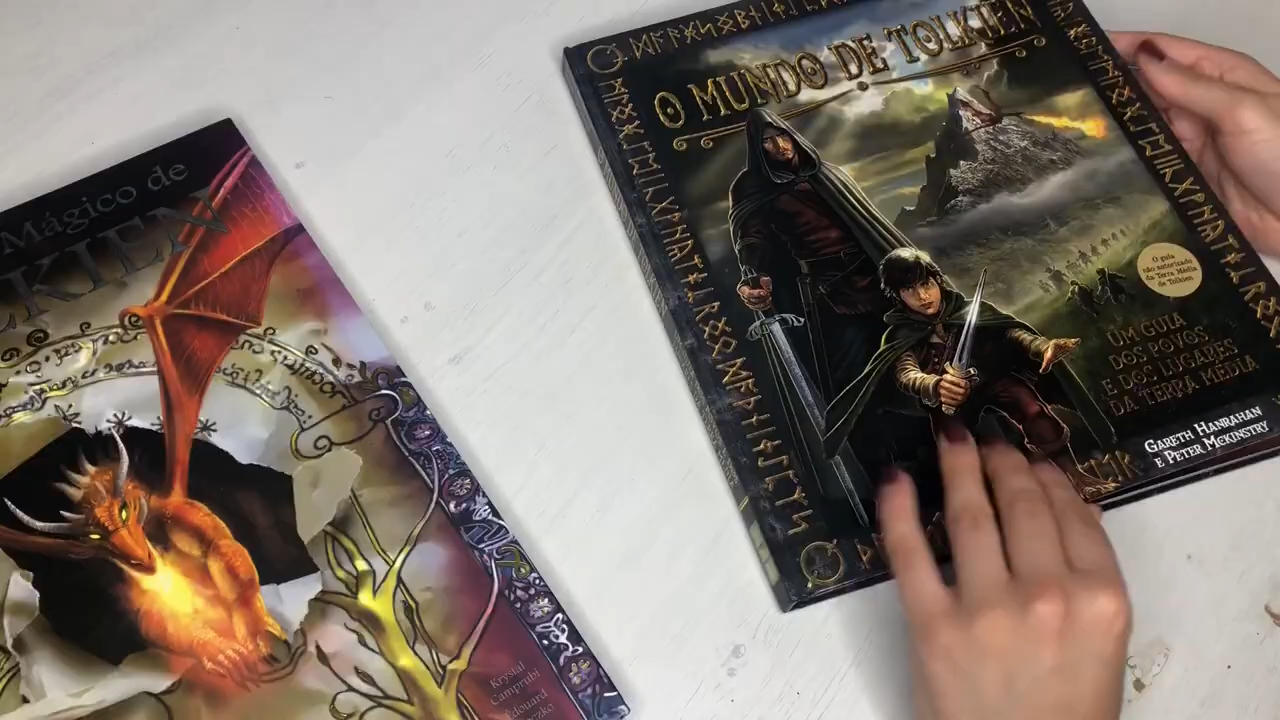 Mágico de
O MUNDO DE TOLKIEN
O guia
não autorizado
da Terra Média
de Tolkien
UM GUIA
DOS POVOS
E DOS LUGARES
DA TERRA MÉDIA
GARETH HANRAHAN
E PETER MCKINSTRY
Krystal
Camprubi
Édouard